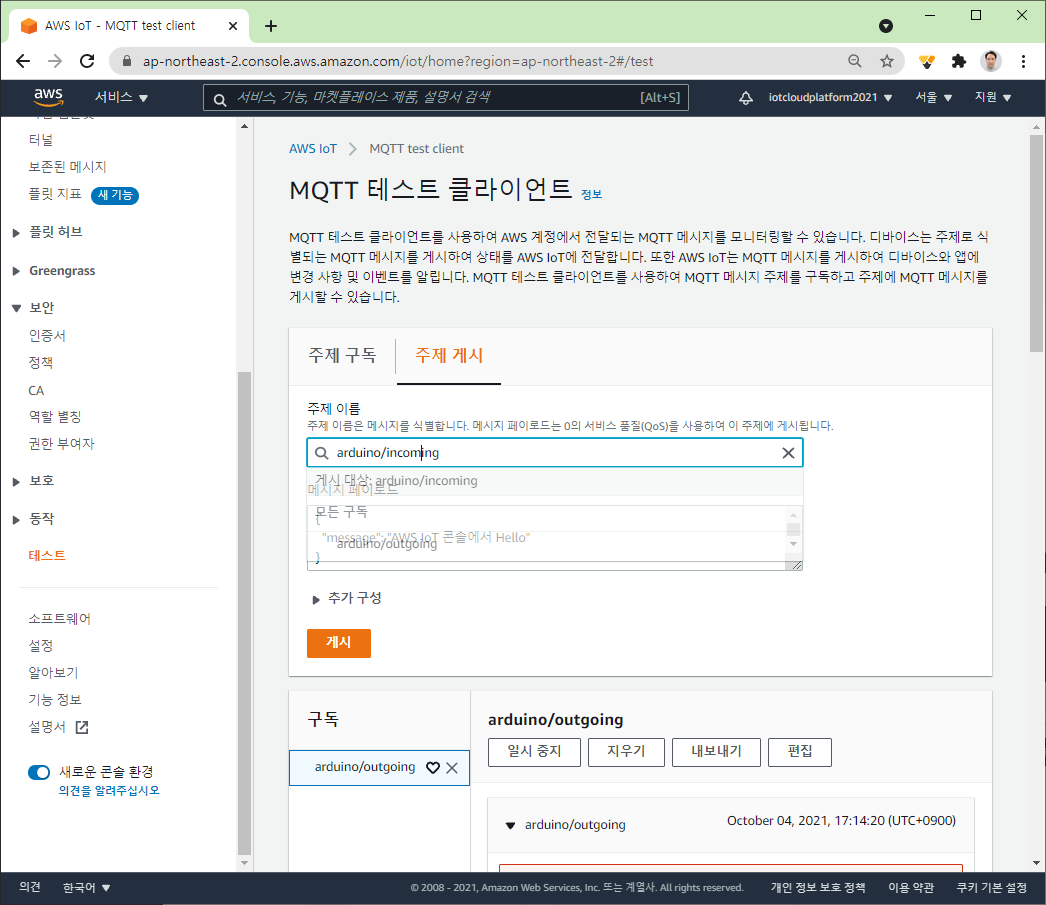 AWS IoT - MQTT test client
ap-northeast-2.console.aws.amazon.com/iot/home?region=ap-northeast-2#/test
aws
서비스
서비스, 기능, 마켓플레이스 제품, 설명서 검색
[Alt+S]
iotcloudplatform2021
서울
지원
터널
보존된 메시지
플릿 지표 새 기능
플릿 허브
Greengrass
보안
인증서
정책
CA
역할 별칭
권한 부여자
보호
동작
테스트
소프트웨어
설정
알아보기
기능 정보
설명서
새로운 콘솔 환경
의견을 알려주십시오
AWS IoT
MQTT test client
MQTT 테스트 클라이언트 정보
MQTT 테스트 클라이언트를 사용하여 AWS 계정에서 전달되는 MQTT 메시지를 모니터링할 수 있습니다. 디바이스는 주제로 식
별되는 MQTT 메시지를 게시하여 상태를 AWS IoT에 전달합니다. 또한 AWS IoT는 MQTT 메시지를 게시하여 디바이스와 앱에
변경 사항 및 이벤트를 알립니다. MQTT 테스트 클라이언트를 사용하여 MQTT 메시지 주제를 구독하고 주제에 MQTT 메시지를
게시할 수 있습니다.
주제 구독
주제 게시
주제 이름
주제 이름은 메시지를 식별합니다. 메시지 페이로드는 0의 서비스 품질(QoS)을 사용하여 이 주제에 게시됩니다.
arduino/incoming
게시 대상: arduino/incoming
메시지 페이로드
모든 구독
{
"message": "AWS IoT 콘솔에서 Hello"
arduino/outgoing
}
추가 구성
게시
구독
arduino/outgoing
arduino/outgoing
일시 중지
지우기
내보내기
편집
arduino/outgoing
October 04, 2021, 17:14:20 (UTC+0900)
의견
한국어
© 2008 - 2021, Amazon Web Services, Inc. 또는 계열사. All rights reserved.
개인 정보 보호 정책
이용 약관
쿠키 기본 설정